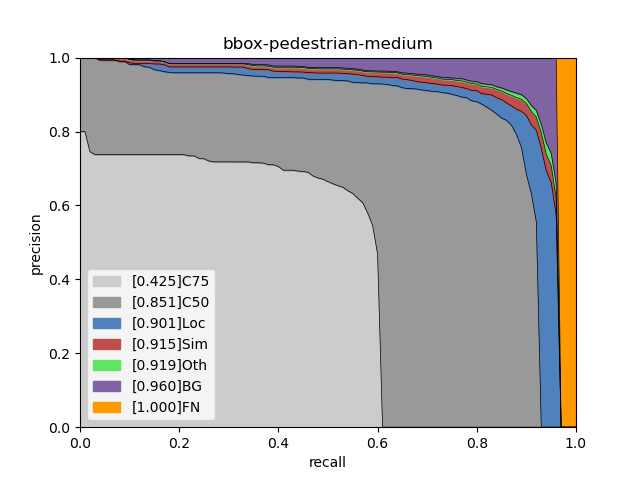 bbox-pedestrian-medium
1.0
0.8
0.6
0.4
0.2
0.0
precision
[0.425]C75
[0.851]C50
[0.901]Loc
[0.915]Sim
[0.919]Oth
[0.960]BG
[1.000]FN
0.0 0.2 0.4 0.6 0.8 1.0
recall